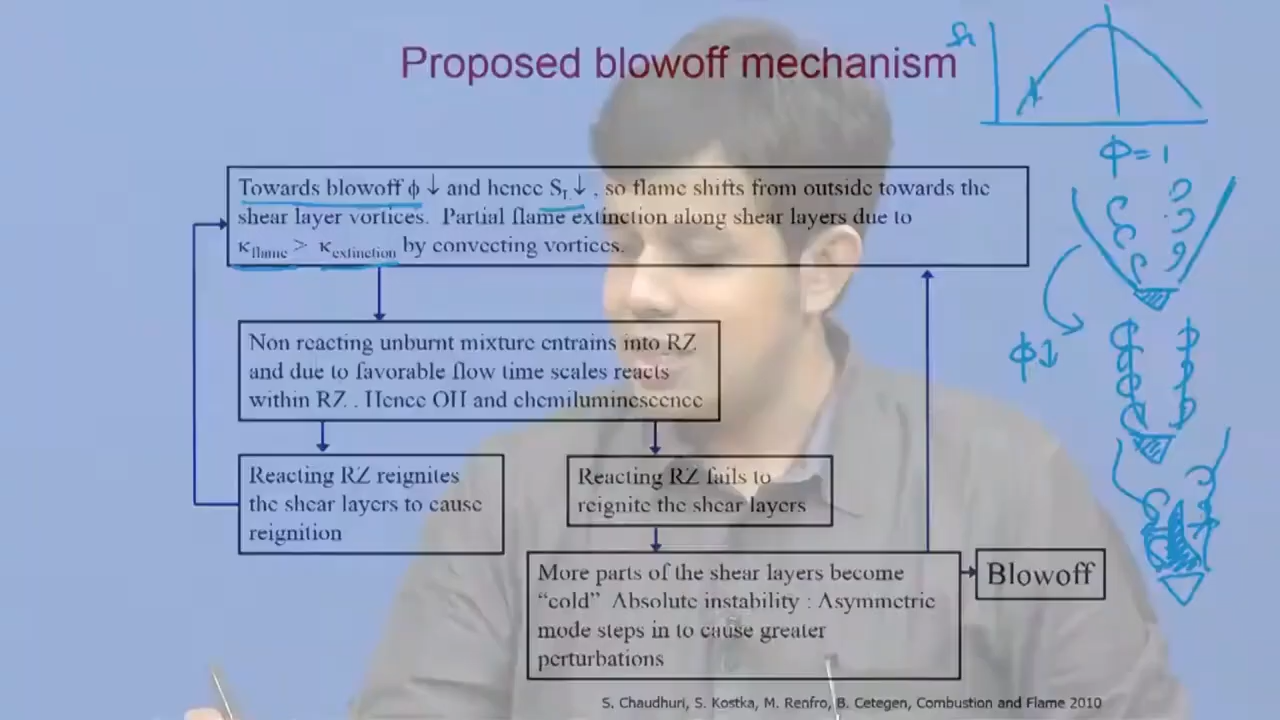 Proposed blowoff mechanism
S_L
ϕ = 1
Towards blowoff ϕ ↓ and hence S_L ↓ , so flame shifts from outside towards the
shear layer vortices. Partial flame extinction along shear layers due to
κ_flame > κ_extinction by convecting vortices.
ϕ↓
Non reacting unburnt mixture entrains into RZ
and due to favorable flow time scales reacts
within RZ . Hence OH and chemiluminescence
Reacting RZ reignites
the shear layers to cause
reignition
Reacting RZ fails to
reignite the shear layers
More parts of the shear layers become
“cold” Absolute instability : Asymmetric
mode steps in to cause greater
perturbations
Blowoff
S. Chaudhuri, S. Kostka, M. Renfro, B. Cetegen, Combustion and Flame 2010